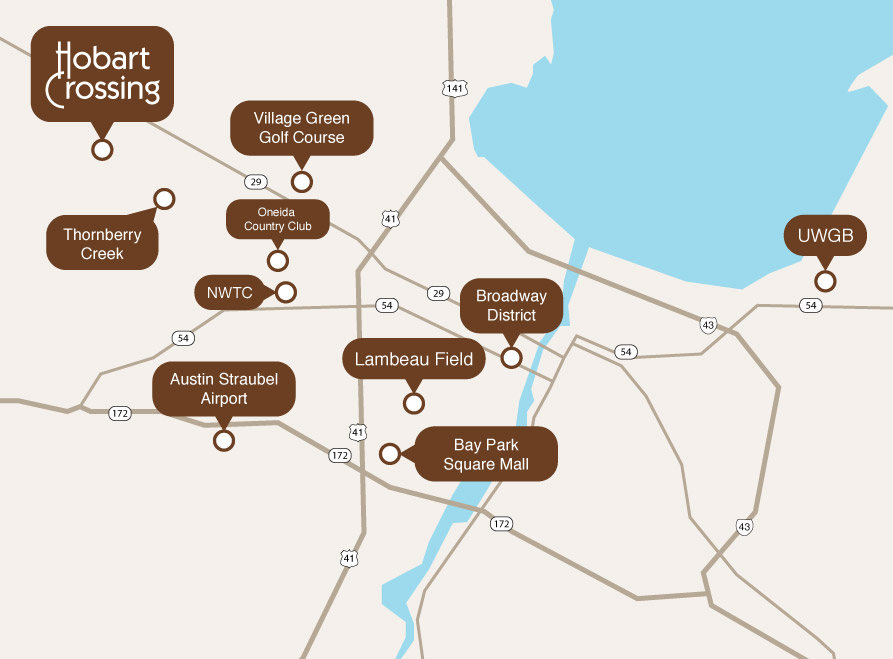 Hobart
Crossing
141
Village Green
Golf Course
29
Oneida
Country Club
41
Thornberry
Creek
UWGB
NWTC
29
Broadway
District
54
54
54
43
54
Lambeau Field
Austin Straubel
Airport
172
41
172
Bay Park
Square Mall
172
43
41